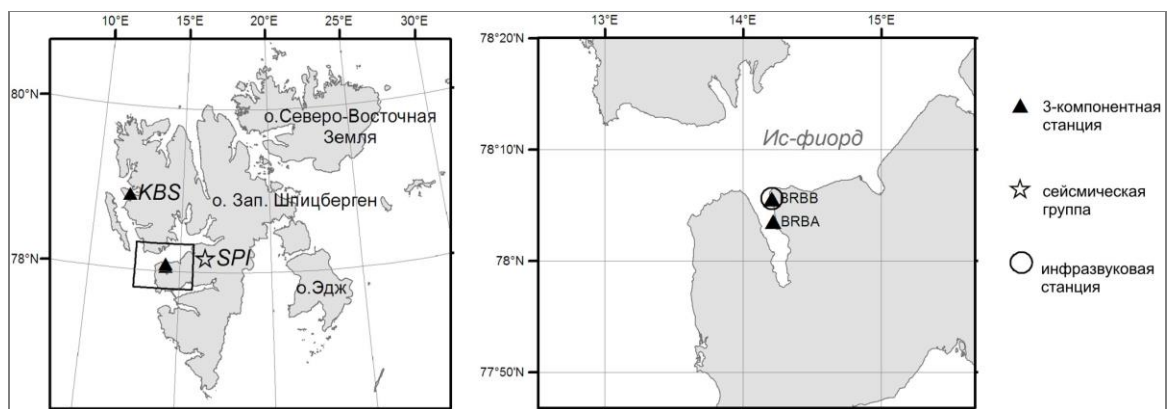 10°E 15°E 20°E 25°E 30°E
80°N
78°N
о.Северо-Восточная
Земля
KBS
о. Зап. Шпицберген
SPI
о.Эдж
13°E 14°E 15°E
78°20'N
78°10'N
78°N
77°50'N
Ис-фиорд
BRBB
BRBA
3-компонентная
станция
сейсмическая
группа
инфразвуковая
станция